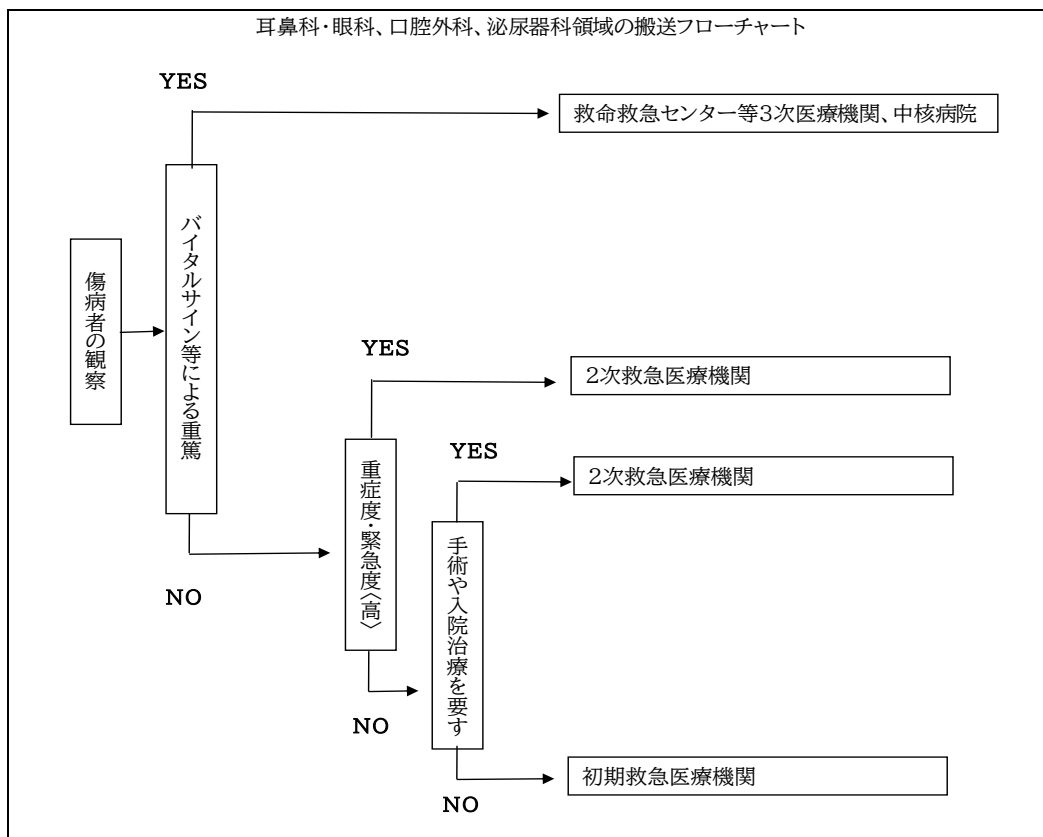 耳鼻科・眼科、口腔外科、泌尿器科領域の搬送フローチャート
YES
救命救急センター等3次医療機関、中核病院
傷病者の観察
バイタルサイン等による重篤
YES
2次救急医療機関
YES
2次救急医療機関
重症度・緊急度〈高〉
手術や入院治療を要す
NO
NO
初期救急医療機関
NO